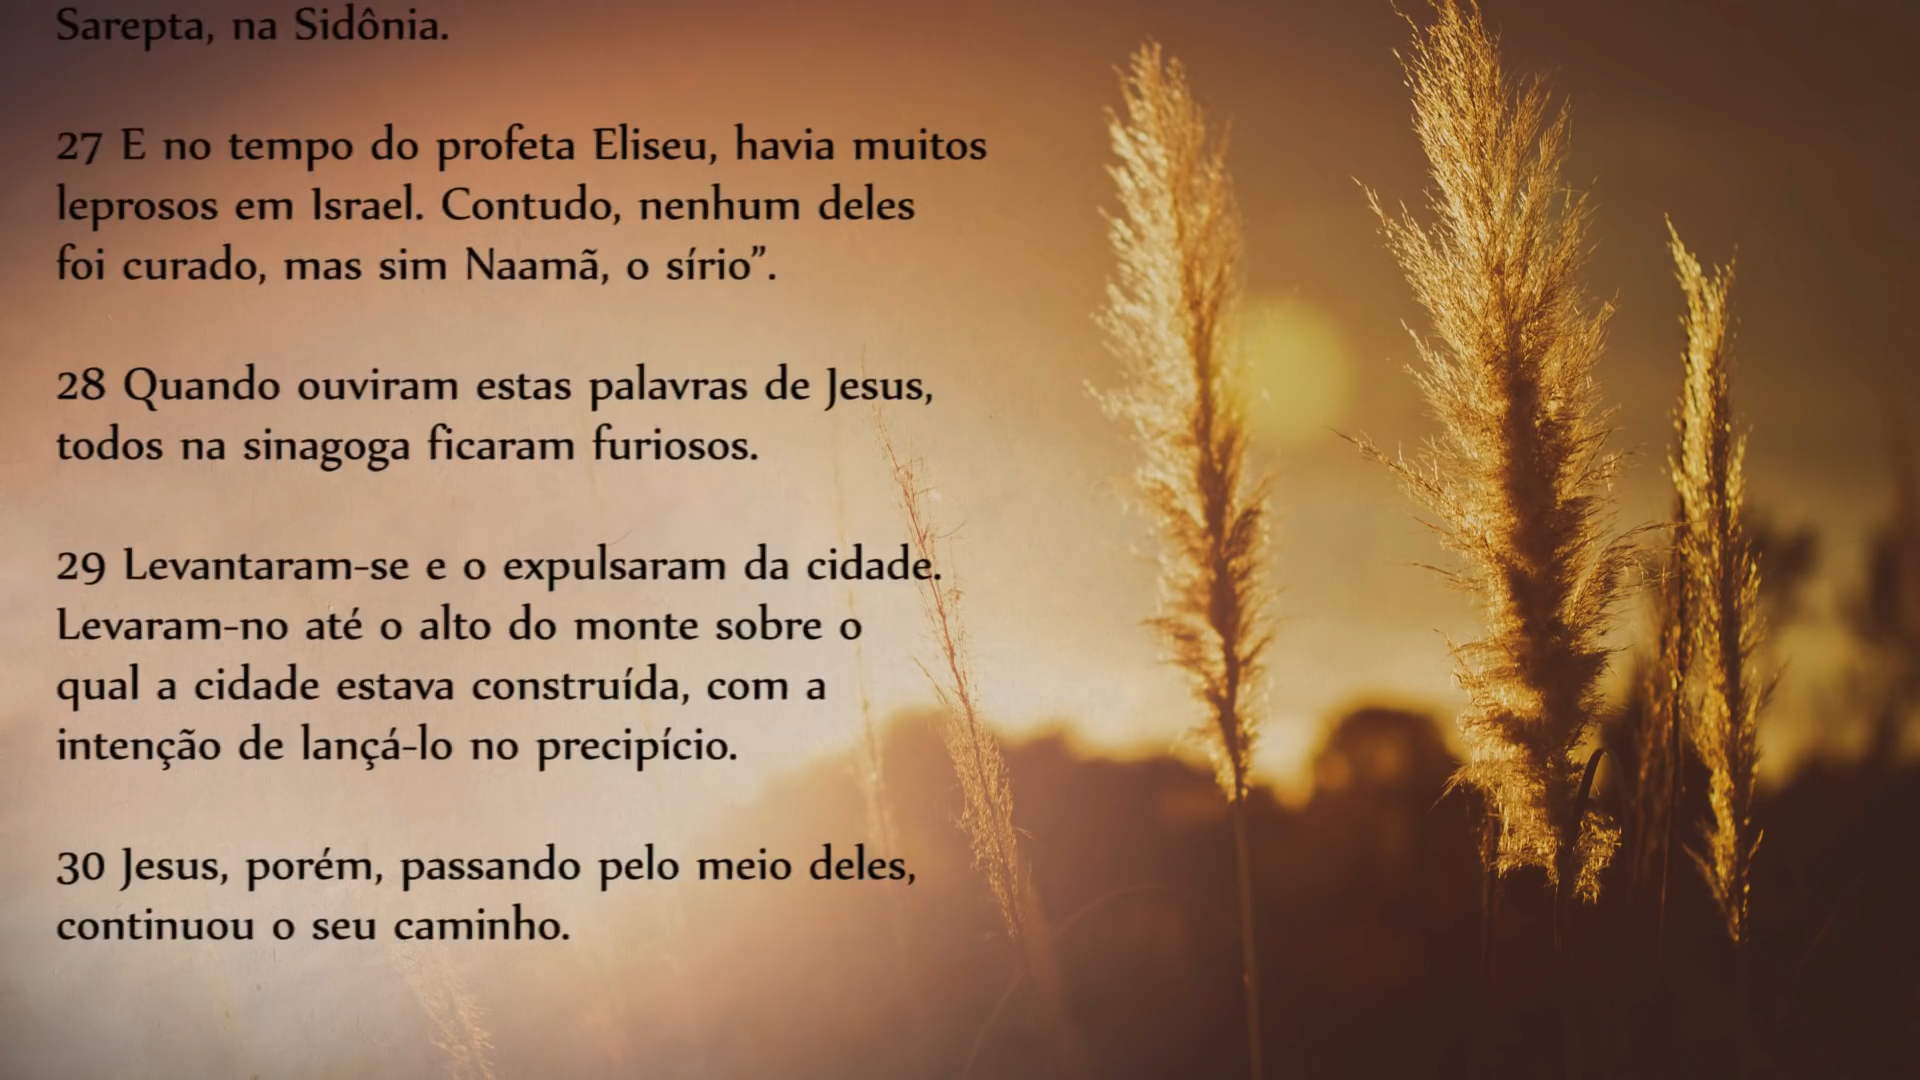 Sarepta, na Sidônia.
27 E no tempo do profeta Eliseu, havia muitos
leprosos em Israel. Contudo, nenhum deles
foi curado, mas sim Naamã, o sírio”.
28 Quando ouviram estas palavras de Jesus,
todos na sinagoga ficaram furiosos.
29 Levantaram-se e o expulsaram da cidade.
Levaram-no até o alto do monte sobre o
qual a cidade estava construída, com a
intenção de lançá-lo no precipício.
30 Jesus, porém, passando pelo meio deles,
continuou o seu caminho.